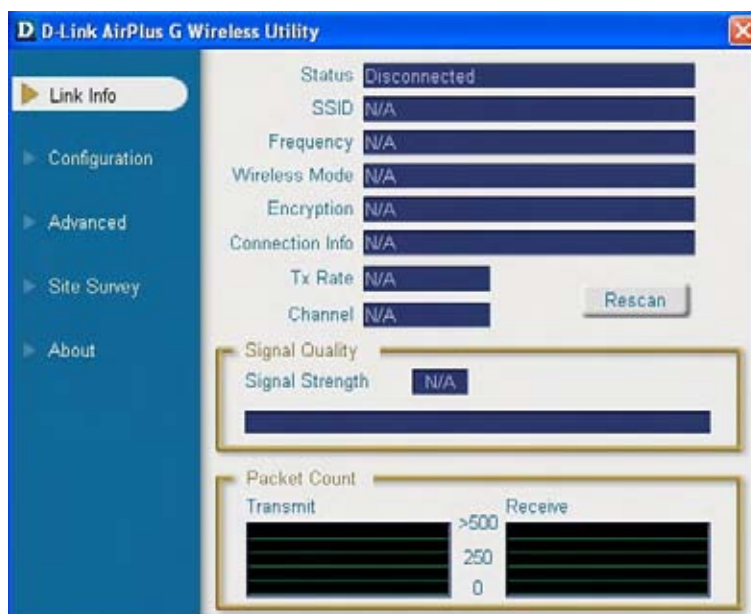 D D-Link AirPlus G Wireless Utility
Link Info
Configuration
Advanced
Site Survey
About
Status Disconnected
SSID N/A
Frequency N/A
Wireless Mode N/A
Encryption N/A
Connection Info N/A
Tx Rate N/A
Channel N/A
Rescan
Signal Quality
Signal Strength N/A
Packet Count
Transmit
Receive
>500
250
0